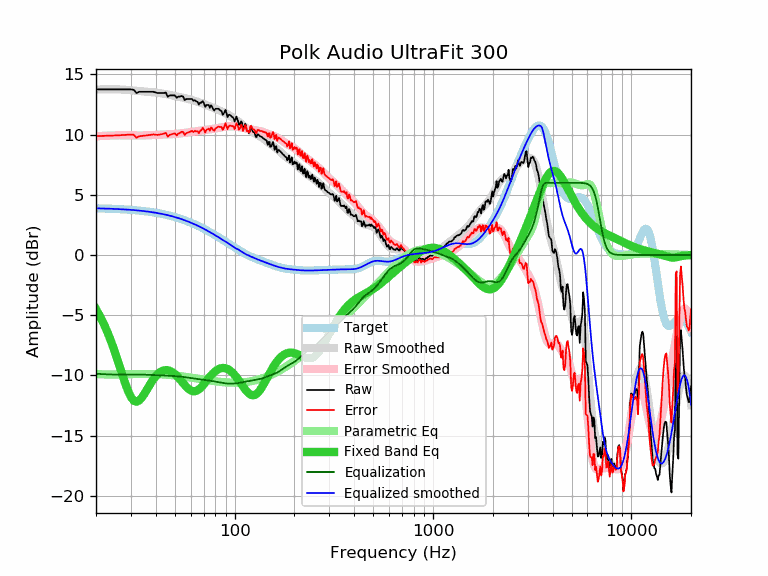 Polk Audio UltraFit 300
Amplitude (dBr)
15
10
5
0
−5
−10
−15
−20
Target
Raw Smoothed
Error Smoothed
Raw
Error
Parametric Eq
Fixed Band Eq
Equalization
Equalized smoothed
100
1000
10000
Frequency (Hz)